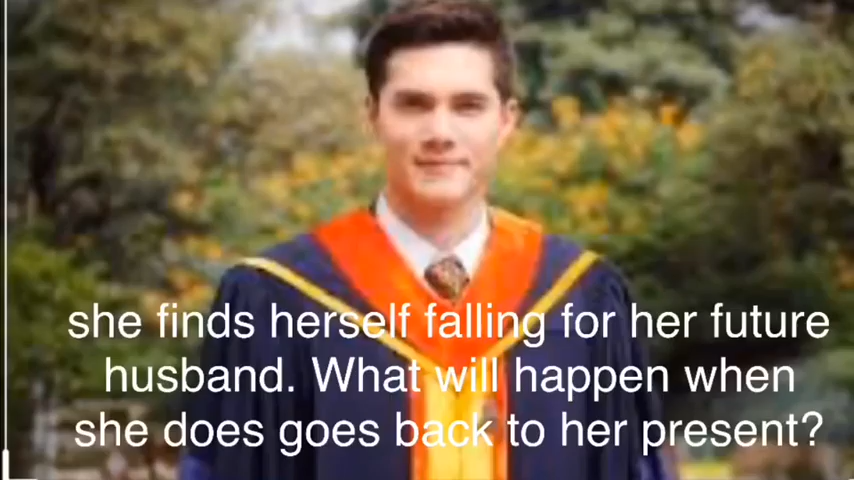 she finds herself falling for her future
husband. What will happen when
she does goes back to her present?